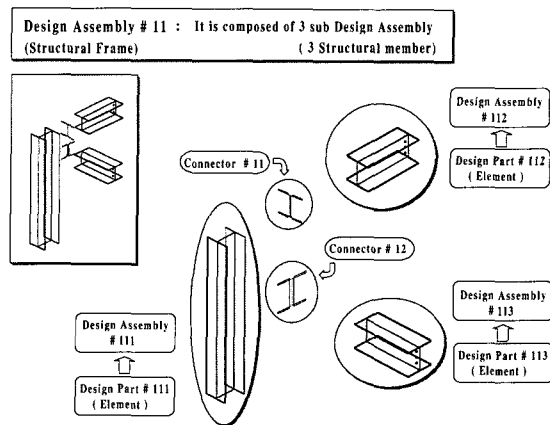 Design Assembly # 11 : It is composed of 3 sub Design Assembly
(Structural Frame) ( 3 Structural member)
Design Assembly
# 112
Design Part # 112
( Element )
Connector # 11
Connector # 12
Design Assembly
# 113
Design Part # 113
( Element )
Design Assembly
# 111
Design Part # 111
( Element )